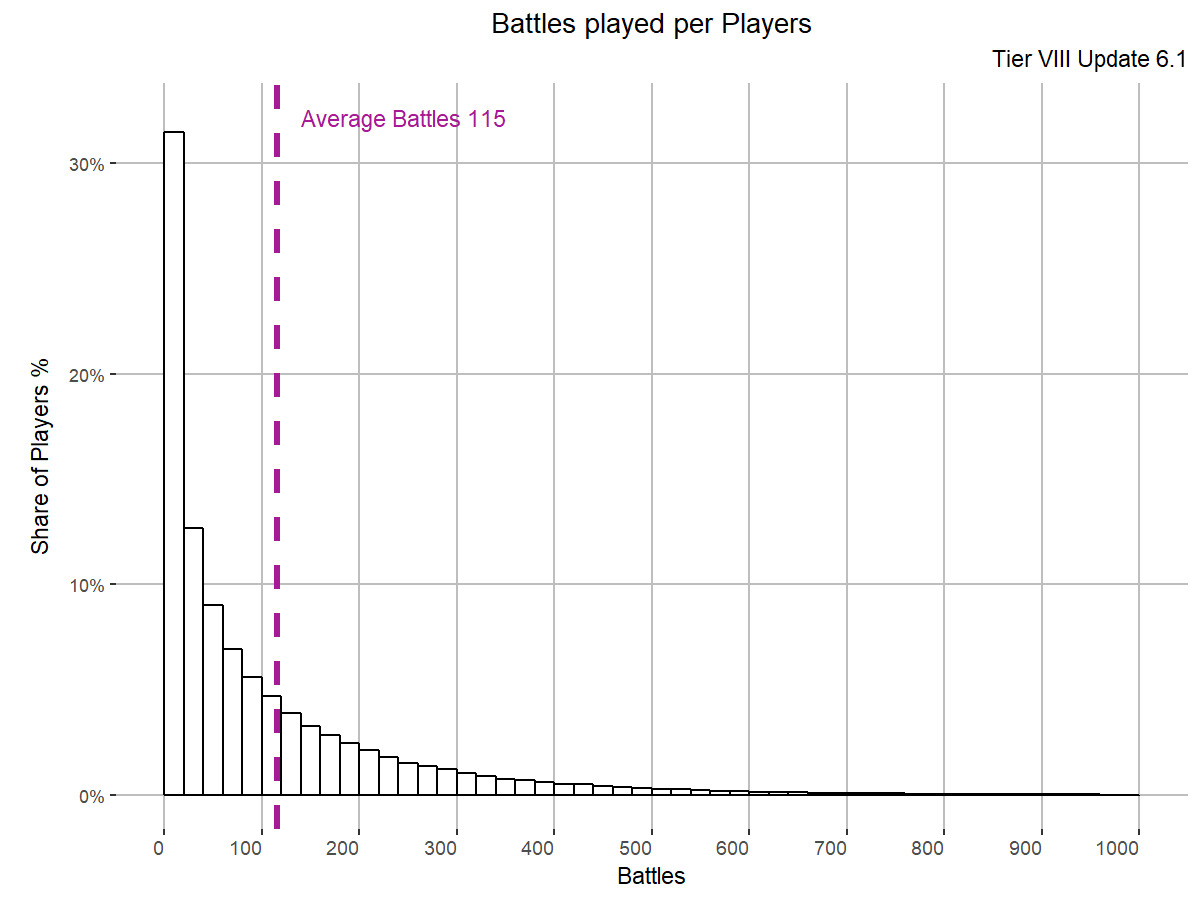 Battles played per Players
Tier VIII Update 6.1
Average Battles 115
Share of Players %
30%
20%
10%
0%
0 100 200 300 400 500 600 700 800 900 1000
Battles